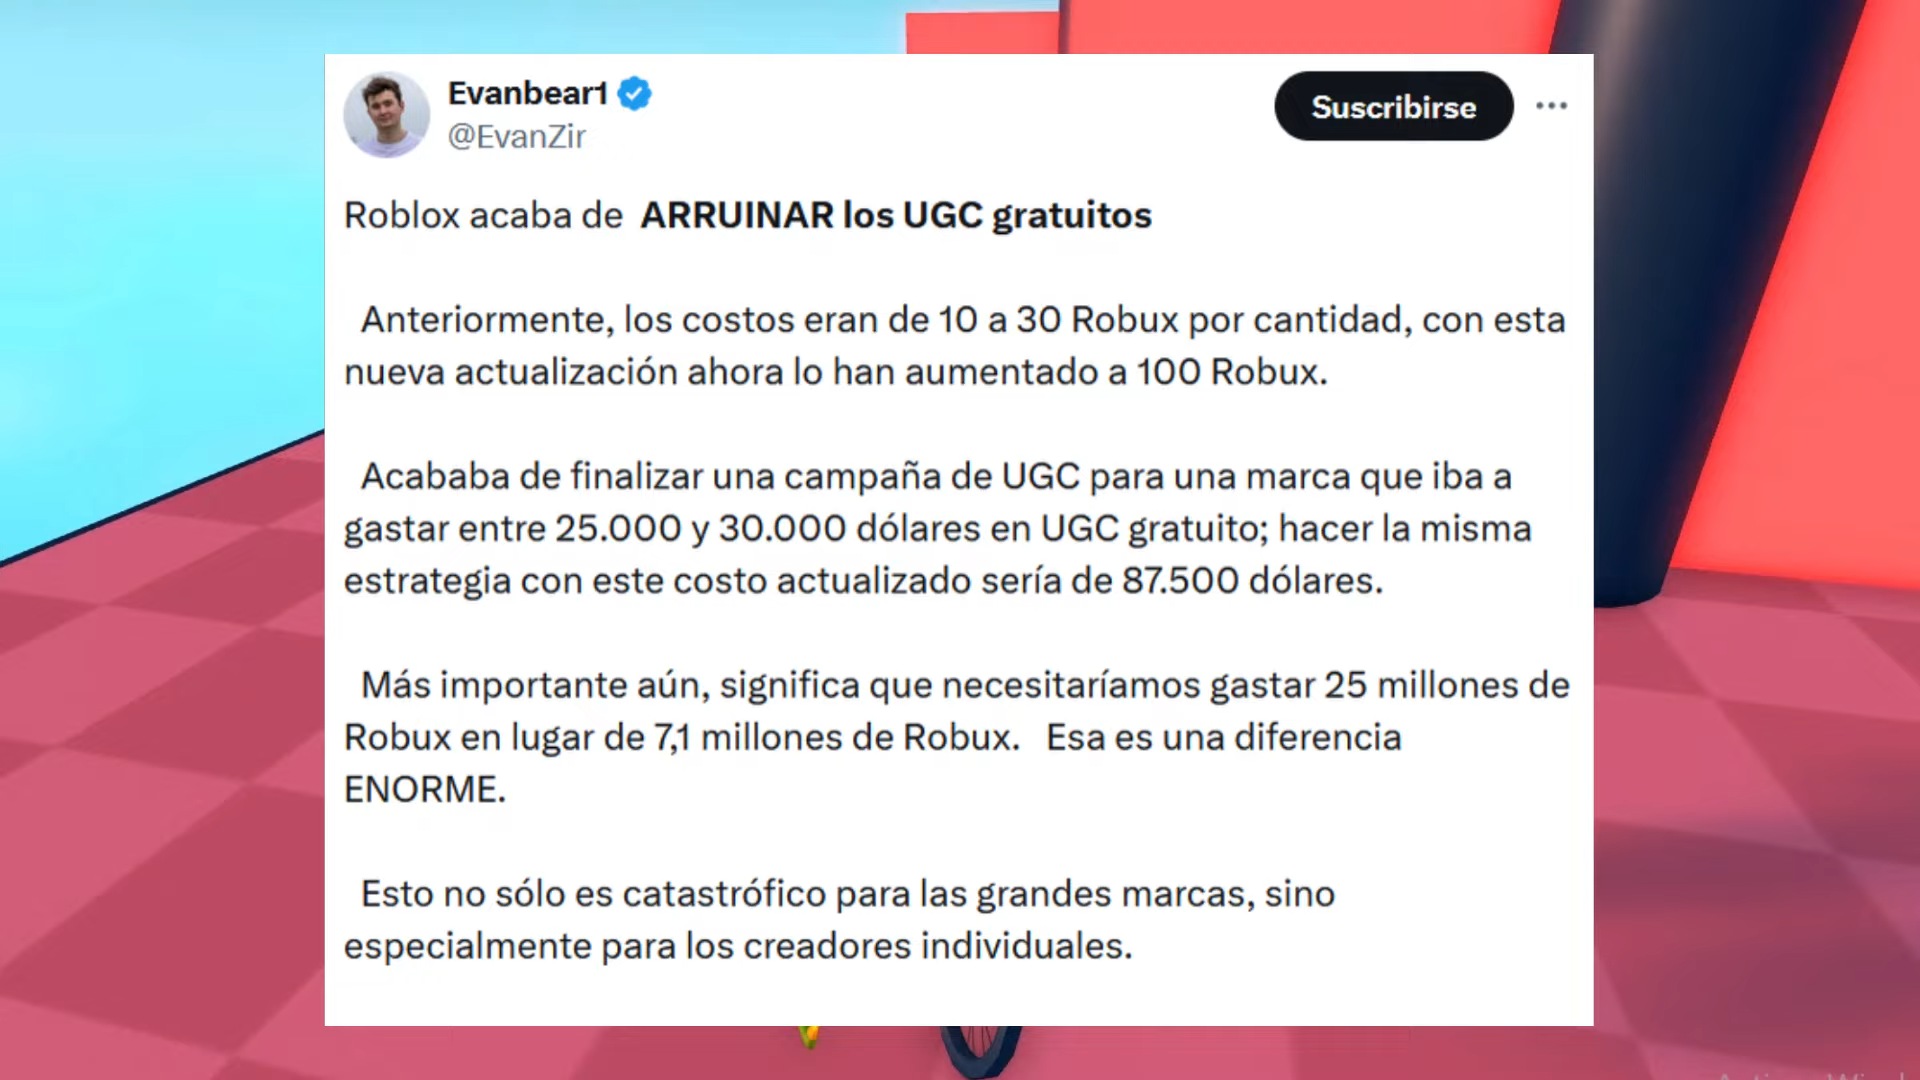 Evanbear1
@EvanZir
Suscribirse
Roblox acaba de ARRUINAR los UGC gratuitos
Anteriormente, los costos eran de 10 a 30 Robux por cantidad, con esta
nueva actualización ahora lo han aumentado a 100 Robux.
Acababa de finalizar una campaña de UGC para una marca que iba a
gastar entre 25.000 y 30.000 dólares en UGC gratuito; hacer la misma
estrategia con este costo actualizado sería de 87.500 dólares.
Más importante aún, significa que necesitaríamos gastar 25 millones de
Robux en lugar de 7,1 millones de Robux. Esa es una diferencia
ENORME.
Esto no sólo es catastrófico para las grandes marcas, sino
especialmente para los creadores individuales.